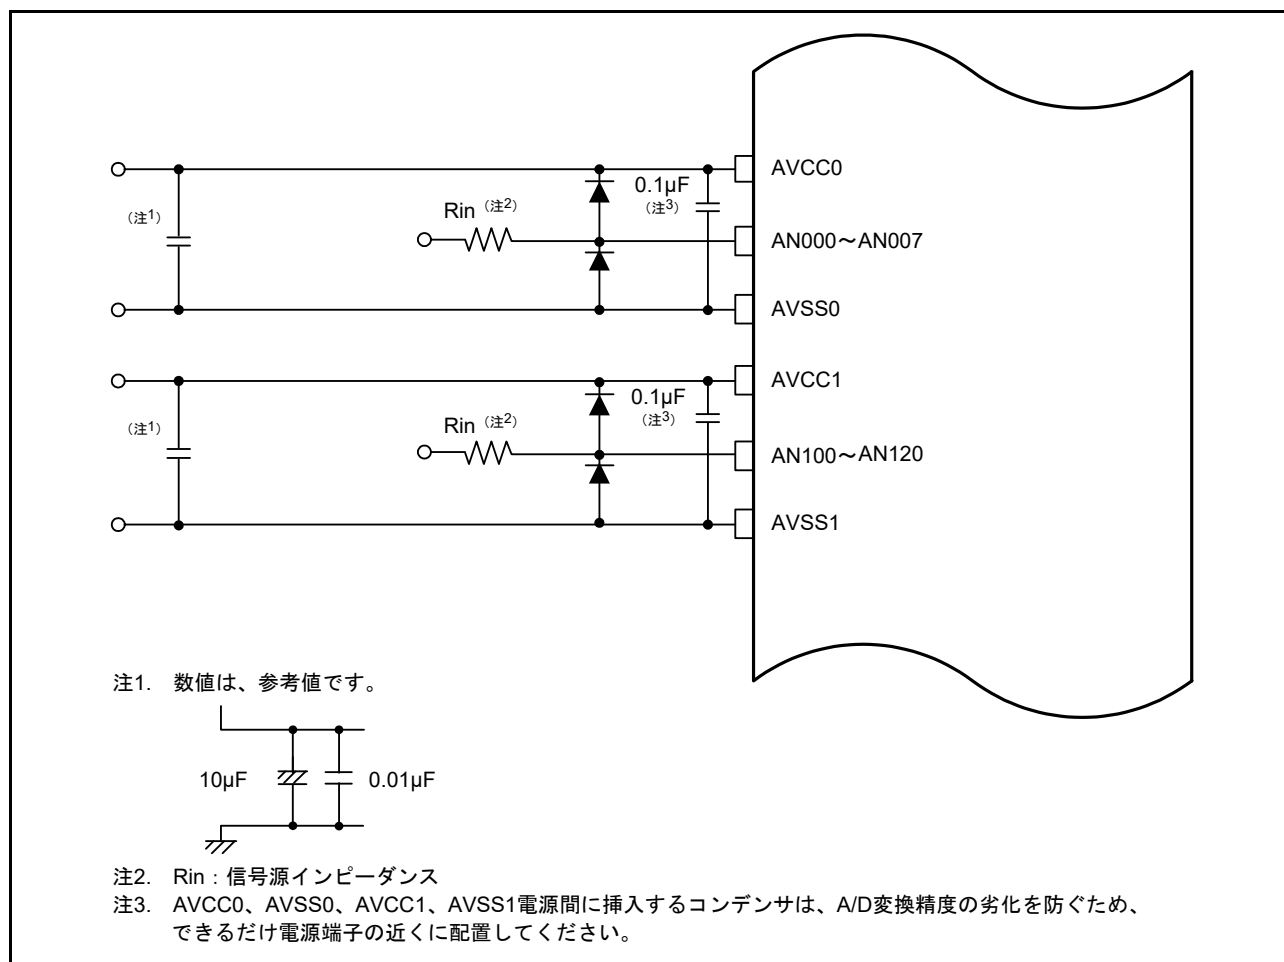 AVCC0
0.1μF
(注3)
(注1)
Rin (注2)
AN000～AN007
AVSS0
AVCC1
0.1μF
(注3)
(注1)
Rin (注2)
AN100～AN120
AVSS1
注1. 数値は、参考値です。
10μF
0.01μF
注2. Rin：信号源インピーダンス
注3. AVCC0、AVSS0、AVCC1、AVSS1電源間に挿入するコンデンサは、A/D変換精度の劣化を防ぐため、
できるだけ電源端子の近くに配置してください。